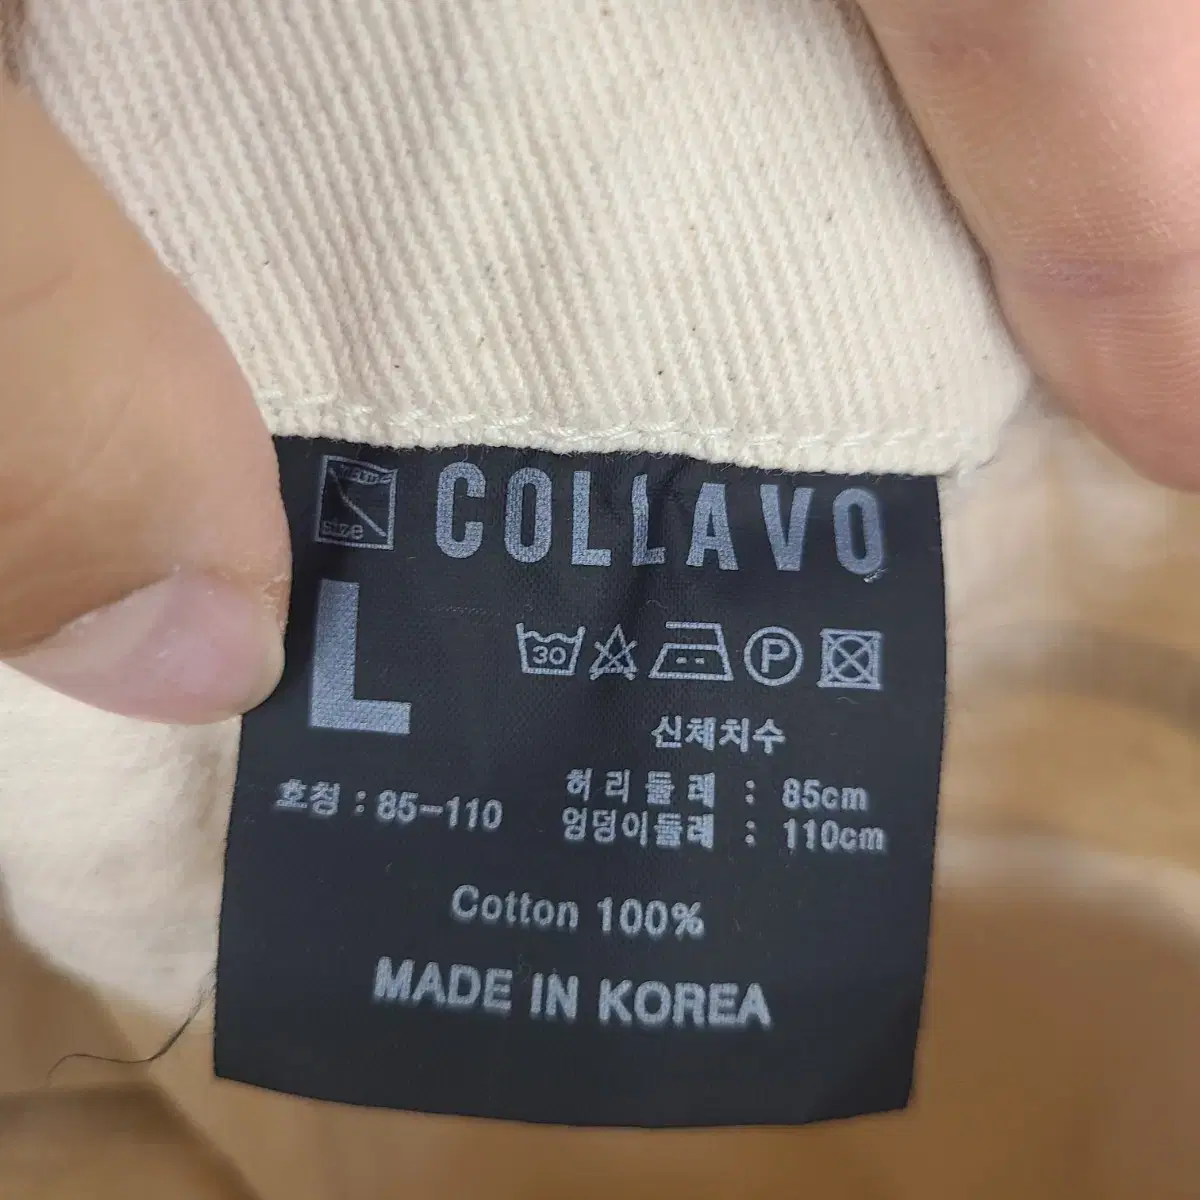 COLLAVO
size
L
30
P
신체치수
호칭 : 85-110
허리둘레 : 85cm
엉덩이둘레 : 110cm
Cotton 100%
MADE IN KOREA